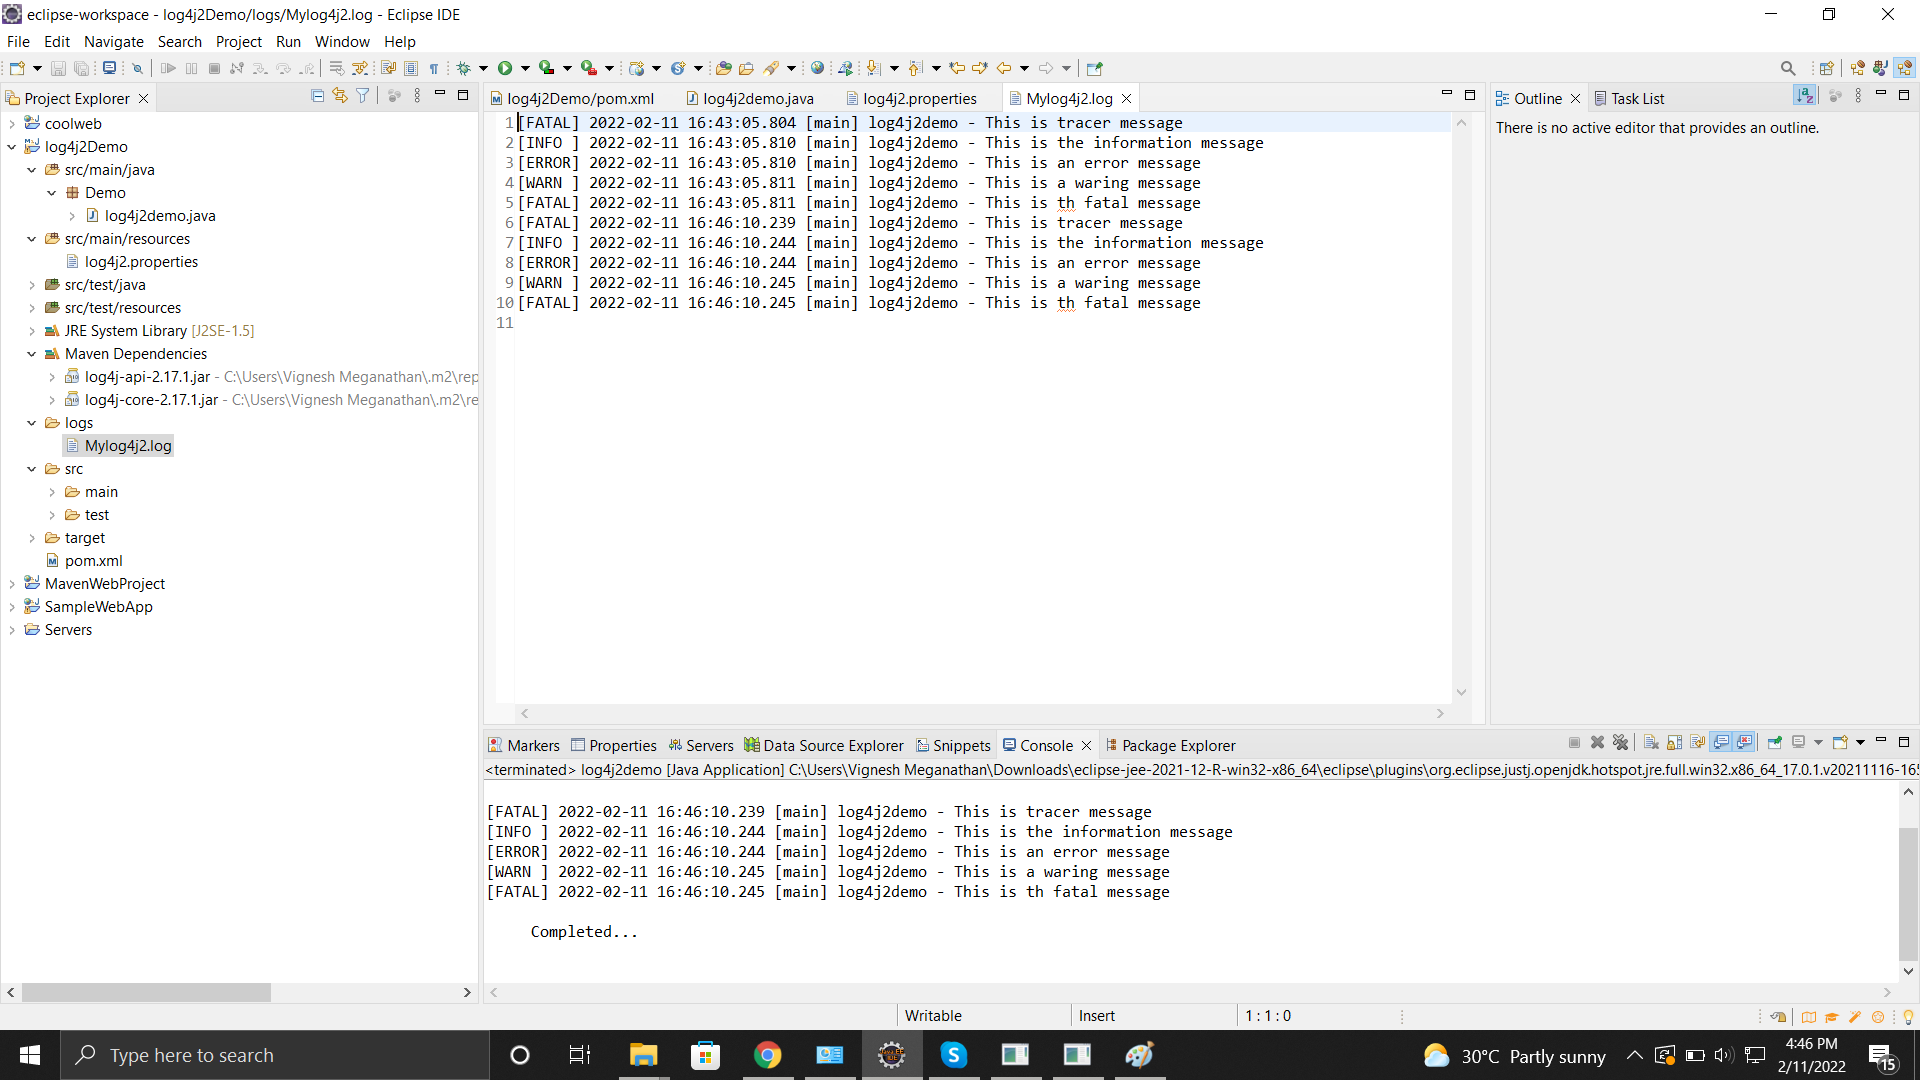 eclipse-workspace - log4j2Demo/logs/Mylog4j2.log - Eclipse IDE
File Edit Navigate Search Project Run Window Help
Project Explorer
coolweb
log4j2Demo
src/main/java
Demo
log4j2demo.java
src/main/resources
log4j2.properties
src/test/java
src/test/resources
JRE System Library [J2SE-1.5]
Maven Dependencies
log4j-api-2.17.1.jar - C:\Users\Vignesh Meganathan\.m2\rep
log4j-core-2.17.1.jar - C:\Users\Vignesh Meganathan\.m2\re
logs
Mylog4j2.log
src
main
test
target
pom.xml
MavenWebProject
SampleWebApp
Servers
log4j2Demo/pom.xml log4j2demo.java log4j2.properties Mylog4j2.log
1 [FATAL] 2022-02-11 16:43:05.804 [main] log4j2demo - This is tracer message
2 [INFO ] 2022-02-11 16:43:05.810 [main] log4j2demo - This is the information message
3 [ERROR] 2022-02-11 16:43:05.810 [main] log4j2demo - This is an error message
4 [WARN ] 2022-02-11 16:43:05.811 [main] log4j2demo - This is a waring message
5 [FATAL] 2022-02-11 16:43:05.811 [main] log4j2demo - This is th fatal message
6 [FATAL] 2022-02-11 16:46:10.239 [main] log4j2demo - This is tracer message
7 [INFO ] 2022-02-11 16:46:10.244 [main] log4j2demo - This is the information message
8 [ERROR] 2022-02-11 16:46:10.244 [main] log4j2demo - This is an error message
9 [WARN ] 2022-02-11 16:46:10.245 [main] log4j2demo - This is a waring message
10 [FATAL] 2022-02-11 16:46:10.245 [main] log4j2demo - This is th fatal message
11
Outline Task List
There is no active editor that provides an outline.
Markers Properties Servers Data Source Explorer Snippets Console Package Explorer
<terminated> log4j2demo [Java Application] C:\Users\Vignesh Meganathan\Downloads\eclipse-jee-2021-12-R-win32-x86_64\eclipse\plugins\org.eclipse.justj.openjdk.hotspot.jre.full.win32.x86_64_17.0.1.v20211116-16
[FATAL] 2022-02-11 16:46:10.239 [main] log4j2demo - This is tracer message
[INFO ] 2022-02-11 16:46:10.244 [main] log4j2demo - This is the information message
[ERROR] 2022-02-11 16:46:10.244 [main] log4j2demo - This is an error message
[WARN ] 2022-02-11 16:46:10.245 [main] log4j2demo - This is a waring message
[FATAL] 2022-02-11 16:46:10.245 [main] log4j2demo - This is th fatal message
Completed...
Writable Insert 1 : 1 : 0
Type here to search
30°C Partly sunny
4:46 PM
2/11/2022
15